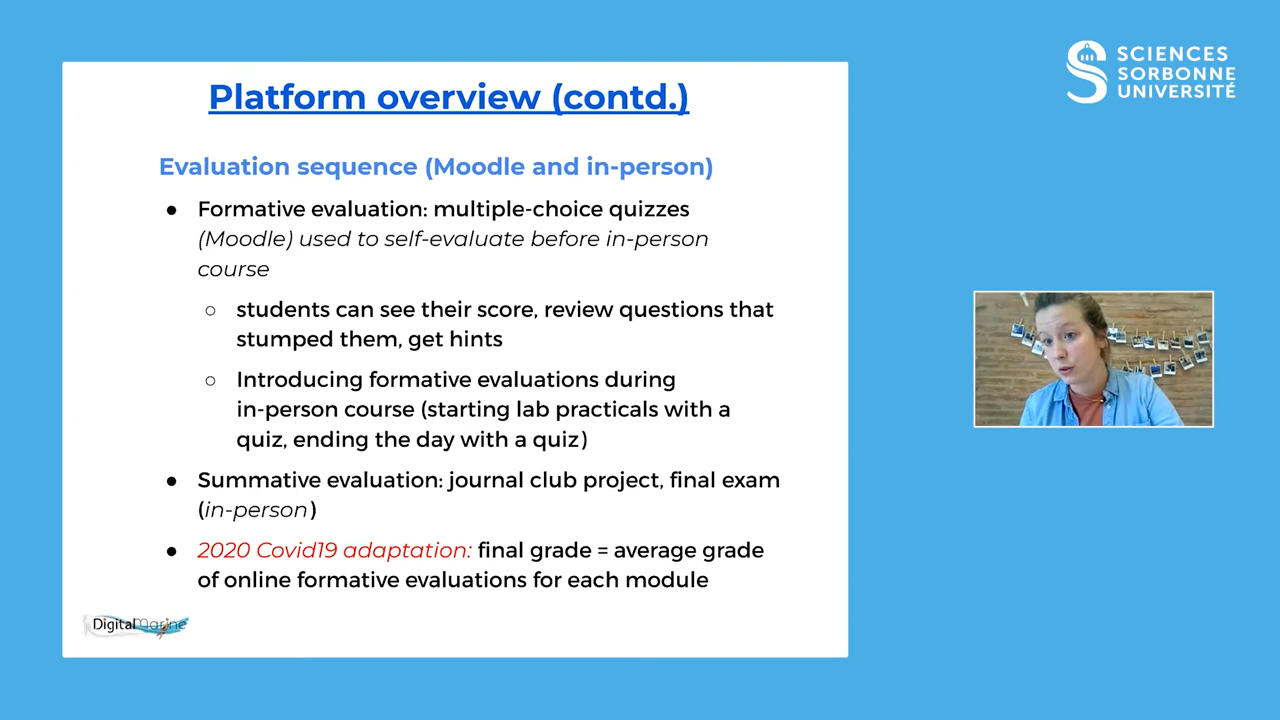 SCIENCES
SORBONNE
UNIVERSITÉ
Platform overview (contd.)
Evaluation sequence (Moodle and in-person)
● Formative evaluation: multiple-choice quizzes
(Moodle) used to self-evaluate before in-person
course
○ students can see their score, review questions that
stumped them, get hints
○ Introducing formative evaluations during
in-person course (starting lab practicals with a
quiz, ending the day with a quiz)
● Summative evaluation: journal club project, final exam
(in-person)
● 2020 Covid19 adaptation: final grade = average grade
of online formative evaluations for each module
DigitalMarine